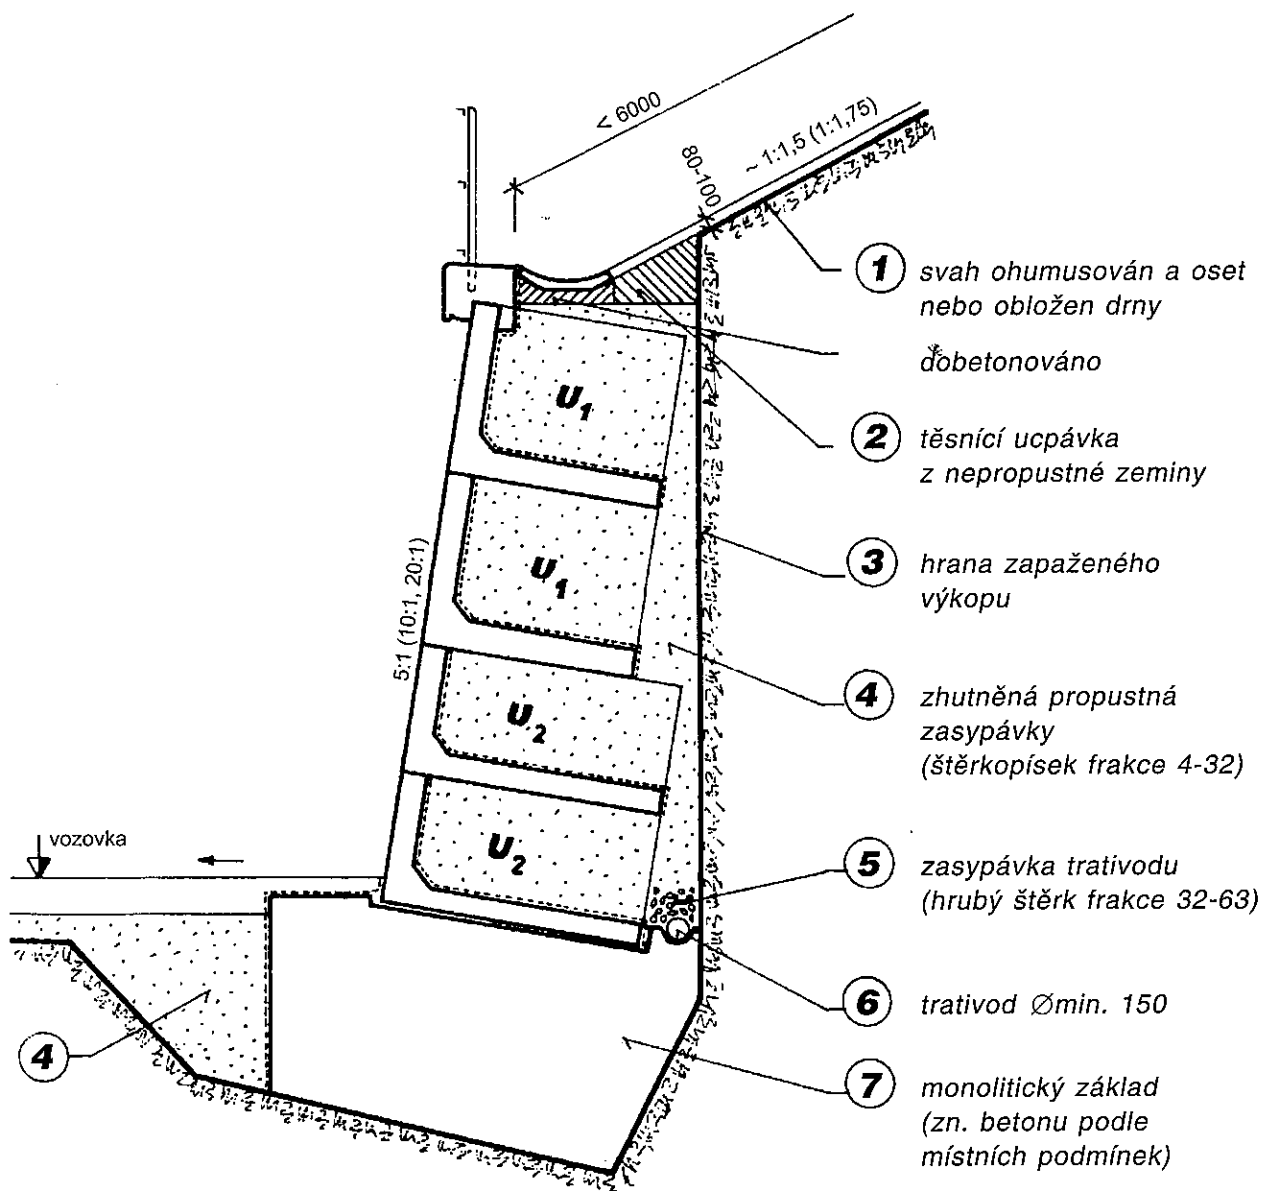 < 6000
80-100
~ 1:1,5 (1:1,75)
1 svah ohumusován a oset
nebo obložen drny
dobetonováno
2 těsnící ucpávka
z nepropustné zeminy
3 hrana zapaženého
výkopu
4 zhutněná propustná
zasypávky
(štěrkopísek frakce 4-32)
5 zasypávka trativodu
(hrubý štěrk frakce 32-63)
6 trativod Ømin. 150
7 monolitický základ
(zn. betonu podle
místních podmínek)
U1
U1
U2
U2
5:1 (10:1, 20:1)
vozovka
4